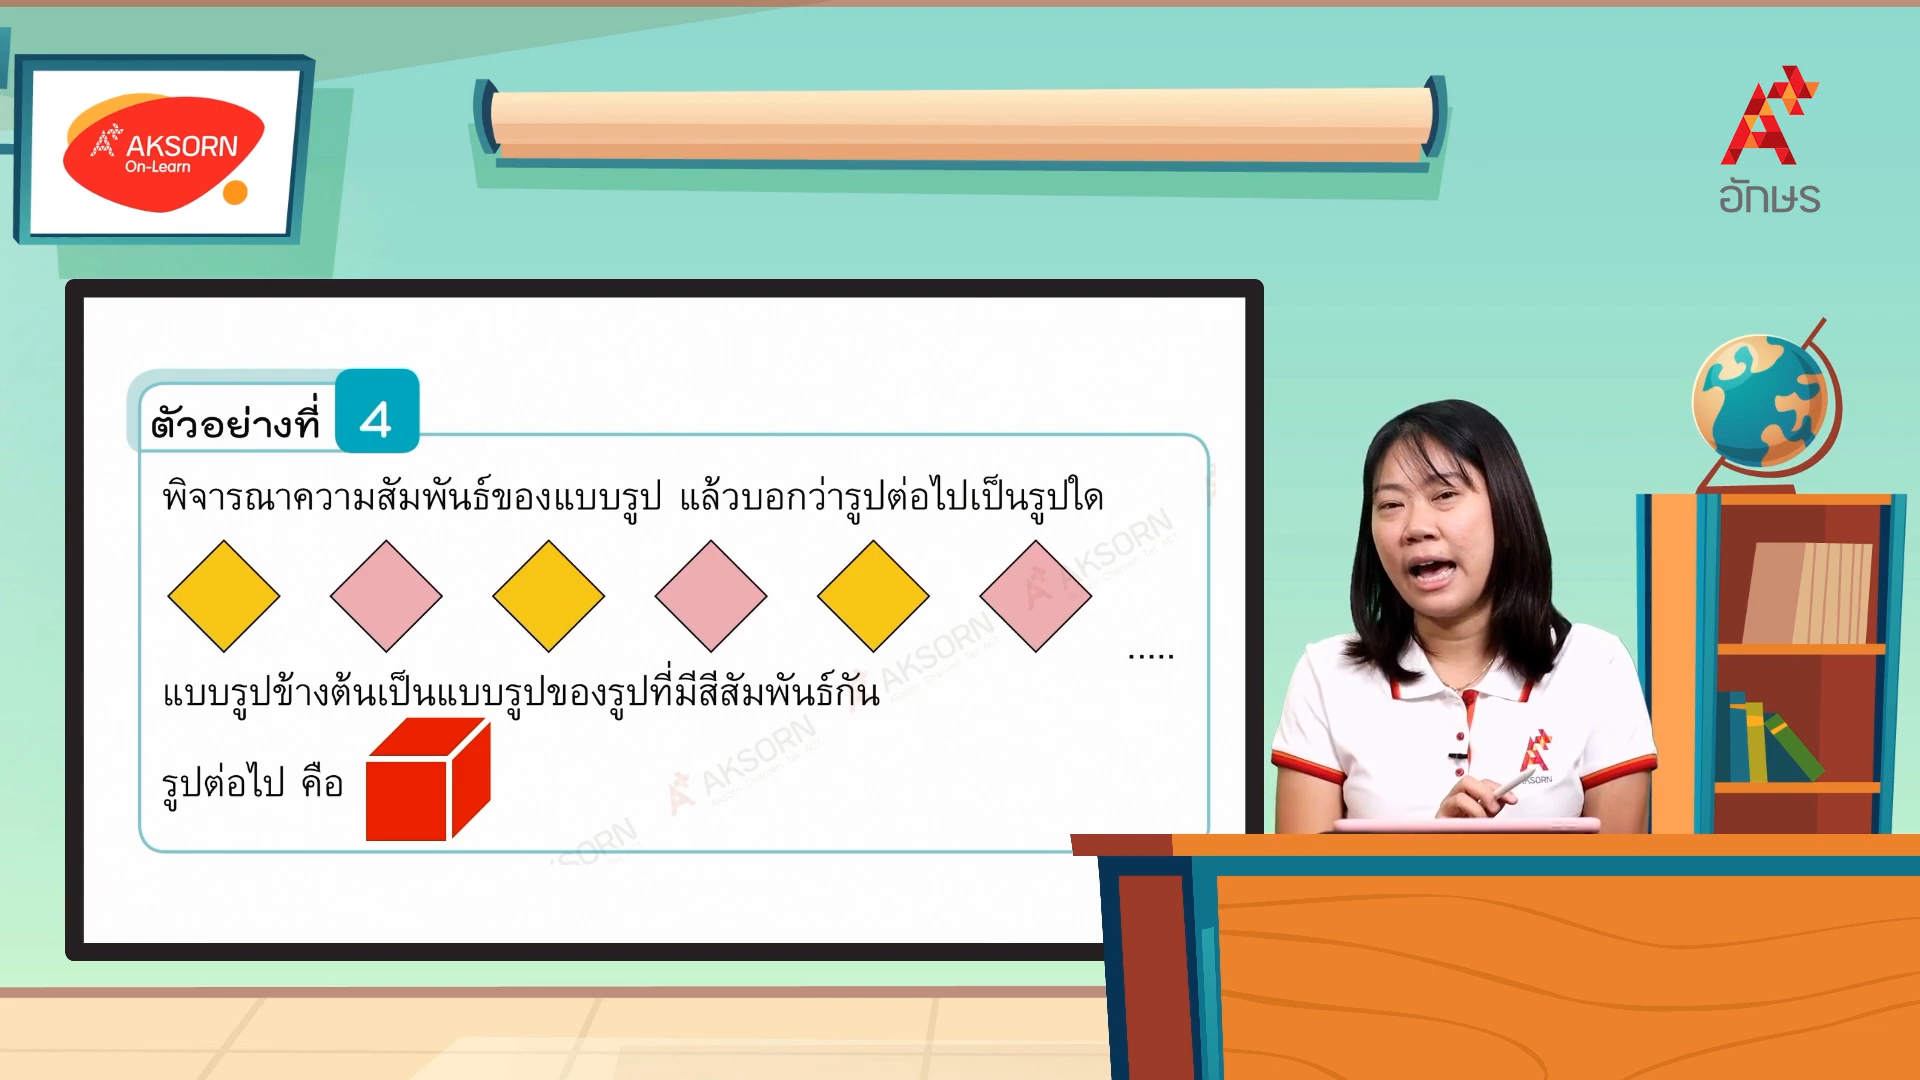 AKSORN
On-Learn
อักษร
ตัวอย่างที่ 4
พิจารณาความสัมพันธ์ของแบบรูป แล้วบอกว่ารูปต่อไปเป็นรูปใด
.....
แบบรูปข้างต้นเป็นแบบรูปของรูปที่มีสีสัมพันธ์กัน
รูปต่อไป คือ
AKSORN
AKSORN
AKSORN